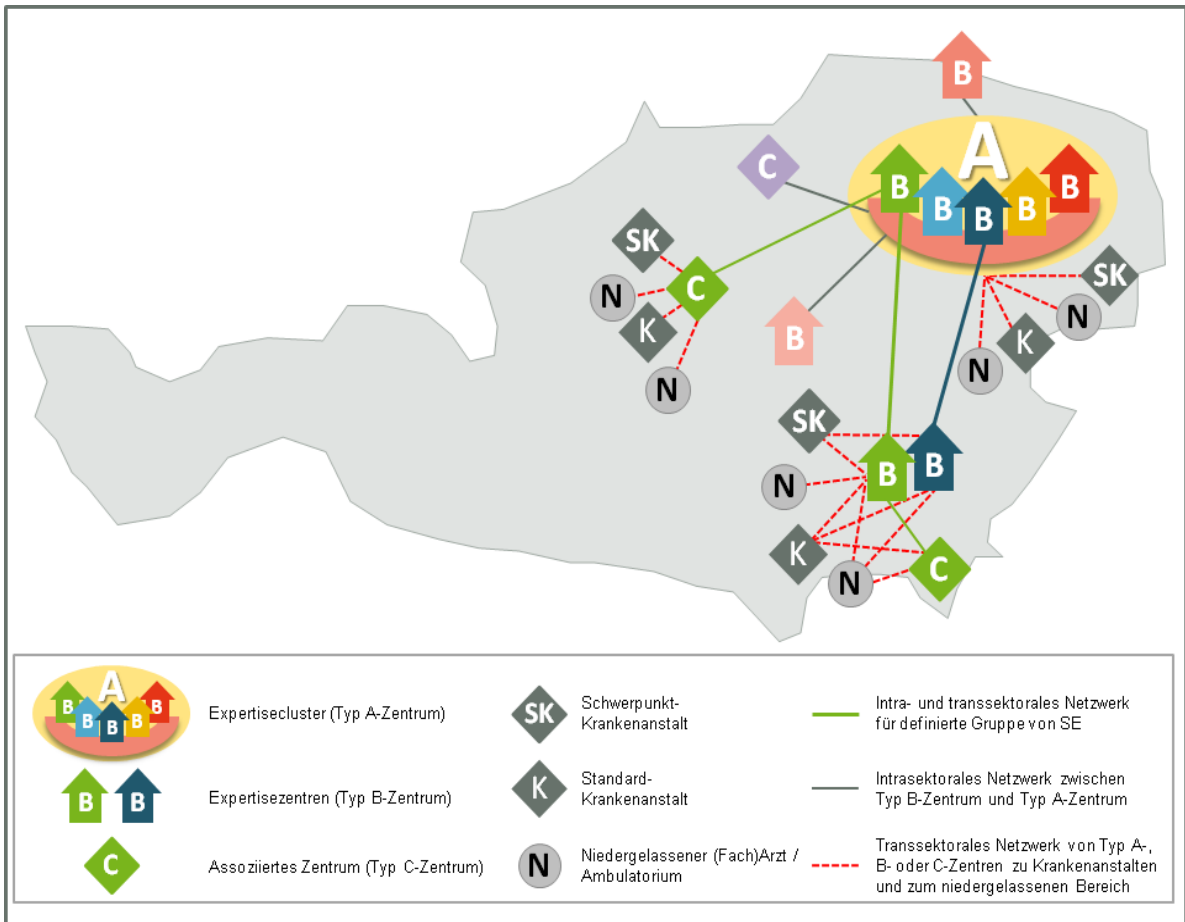 B
A
B
B
B
B
B
C
SK
N
C
K
N
B
SK
N
K
N
SK
N
B
B
K
N
C
A
B
B
B
B
B
Expertisecluster (Typ A-Zentrum)
B
B
Expertisezentren (Typ B-Zentrum)
C
Assoziiertes Zentrum (Typ C-Zentrum)
SK
Schwerpunkt-
Krankenanstalt
K
Standard-
Krankenanstalt
N
Niedergelassener (Fach)Arzt /
Ambulatorium
Intra- und transsektorales Netzwerk
für definierte Gruppe von SE
Intrasektorales Netzwerk zwischen
Typ B-Zentrum und Typ A-Zentrum
Transsektorales Netzwerk von Typ A-,
B- oder C-Zentren zu Krankenanstalten
und zum niedergelassenen Bereich